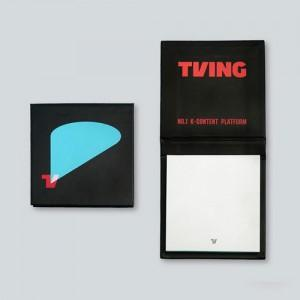 TVING
NO.1 K-CONTENT PLATFORM